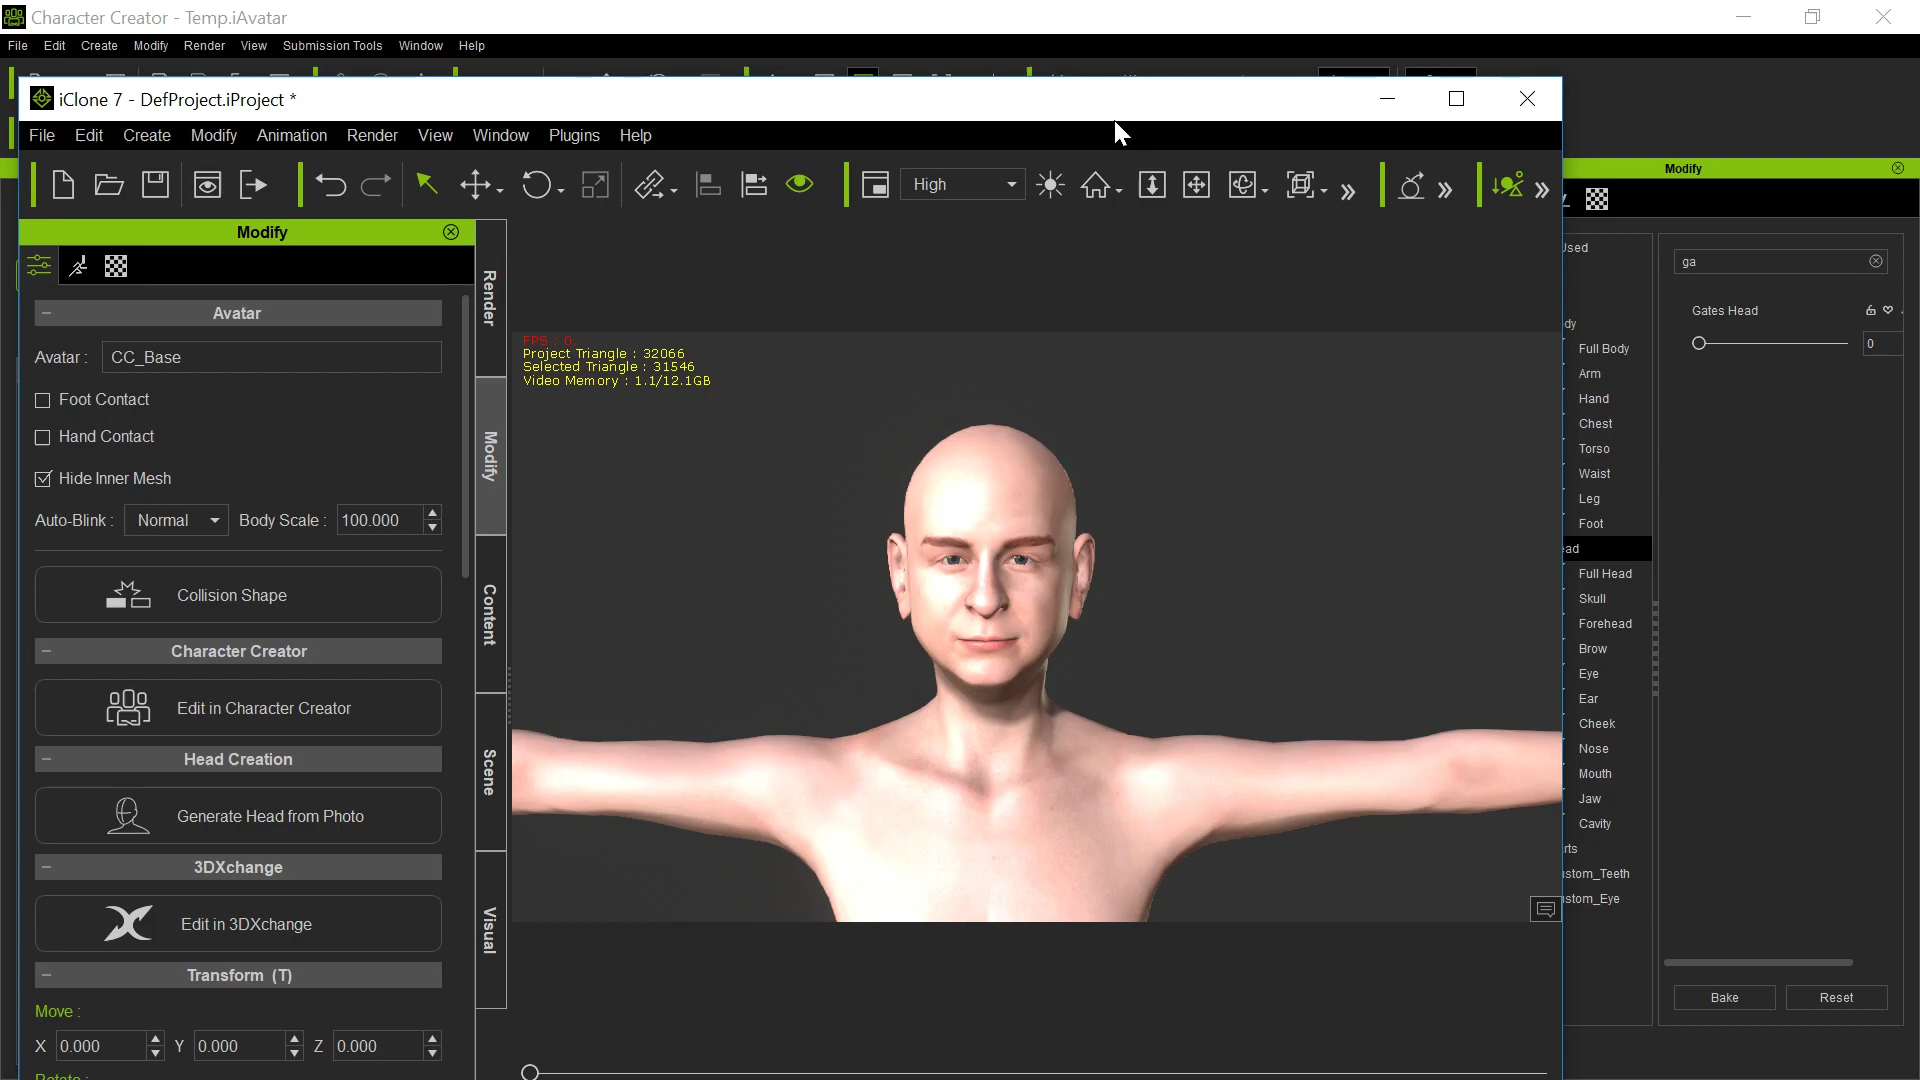 Character Creator - Temp.iAvatar
File Edit Create Modify Render View Submission Tools Window Help
iClone 7 - DefProject.iProject *
File Edit Create Modify Animation Render View Window Plugins Help
High
Modify
Avatar
Avatar : CC_Base
Foot Contact
Hand Contact
Hide Inner Mesh
Auto-Blink : Normal Body Scale : 100.000
Collision Shape
Character Creator
Edit in Character Creator
Head Creation
Generate Head from Photo
3DXchange
Edit in 3DXchange
Transform (T)
Move :
X 0.000 Y 0.000 Z 0.000
Render
Modify
Content
Scene
Visual
FPS : 0
Project Triangle : 32066
Selected Triangle : 31546
Video Memory : 1.1/12.1GB
Modify
ga
Gates Head
0
Full Body
Arm
Hand
Chest
Torso
Waist
Leg
Foot
Full Head
Skull
Forehead
Brow
Eye
Ear
Cheek
Nose
Mouth
Jaw
Cavity
Bake Reset